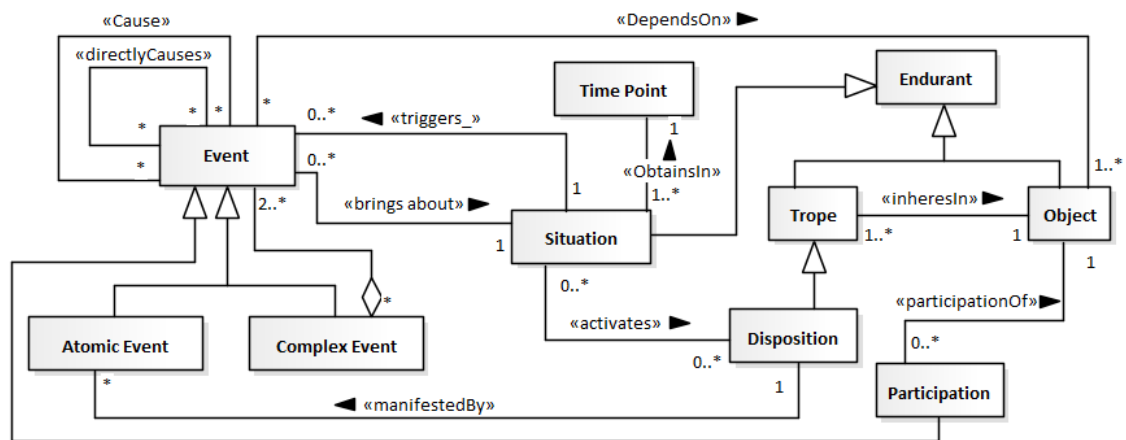 «Cause»
«DependsOn» ►
«directlyCauses»
Endurant
Time Point
* * * *
0..*
◄ «triggers_»
1
*
Event
0..*
▲
*
«ObtainsIn»
1..*
2..*
«brings about» ►
1
1..*
Trope
«inheresIn» ►
Object
1
Situation
1..*
1
1
0..*
*
«participationOf» ►
Atomic Event
Complex Event
«activates» ►
Disposition
0..*
0..*
*
1
Participation
◄ «manifestedBy»